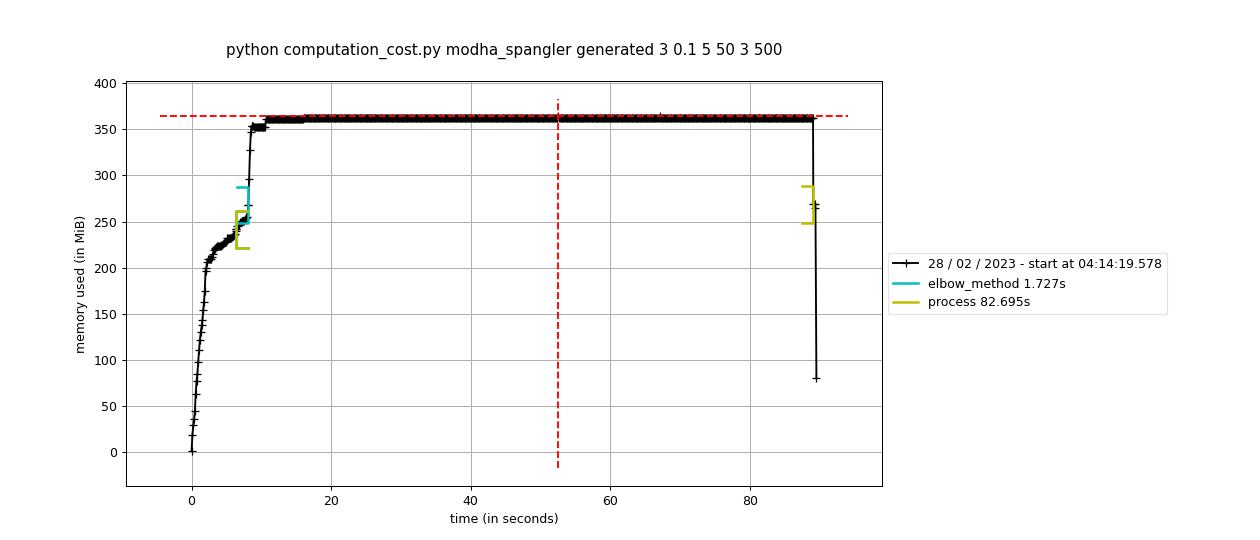 python computation_cost.py modha_spangler generated 3 0.1 5 50 3 500
400
350
300
250
200
150
100
50
0
memory used (in MiB)
0 20 40 60 80
time (in seconds)
28 / 02 / 2023 - start at 04:14:19.578
elbow_method 1.727s
process 82.695s